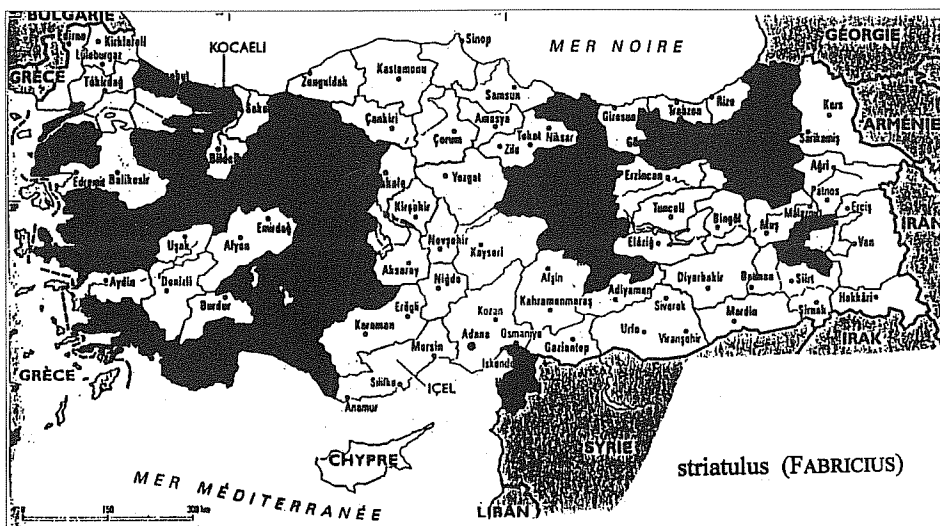 BULGARIE
Edirne
Kirklareli
Lüleburgaz
GRÈCE
Tekirdağ
KOCAELI
Sinop
MER NOIRE
GÉORGIE
Zonguldak
Kastamonu
Samsun
Çankiri
Amasya
Çorum
Tokat
Niksar
Zile
Giresun
Trabzon
Rize
Kars
Sarikamiş
ARMÉNIE
Edremit
Balikesir
Yozgat
Erzincan
Ağri
Patnos
Kirşehir
Tunceli
Bingöl
Muş
Erciş
IRAN
Uşak
Afyon
Emirdağ
Nevşehir
Kayseri
Elâziğ
Van
Aydin
Denizli
Aksaray
Niğde
Afşin
Diyarbakir
Batman
Siirt
Burdur
Adiyaman
Kahramanmaraş
Siverek
Hakkâri
Ereğli
Kozan
Karaman
Adana
Osmaniye
Urfa
Mardin
Şirnak
Viranşehir
IRAK
GRÈCE
Mersin
Gaziantep
Silifke
IÇEL
Anamur
CHYPRE
SYRIE
striatulus (FABRICIUS)
MER MÉDITERRANÉE
LIBAN
0 150 300 km